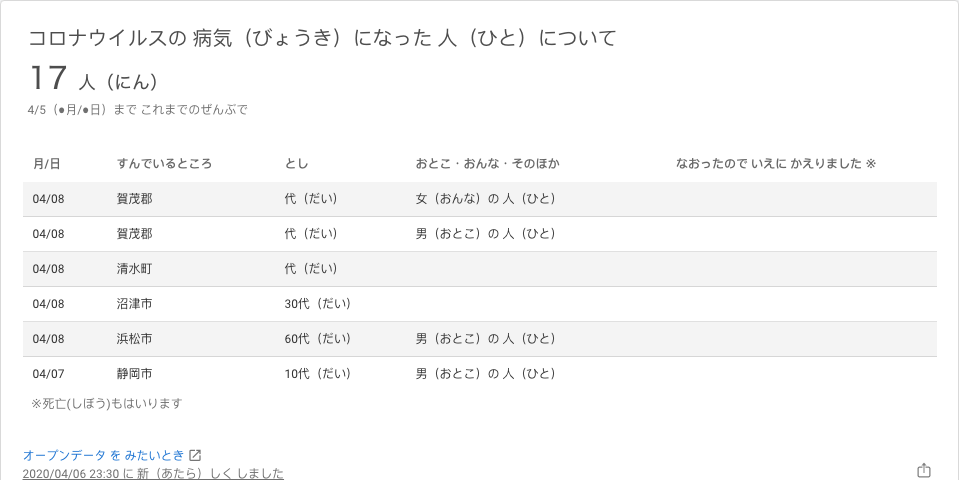 コロナウイルスの 病気（びょうき）になった 人（ひと）について
17 人（にん）
4/5（●月/●日）まで これまでのぜんぶで
月/日 すんでいるところ とし おとこ・おんな・そのほか なおったので いえに かえりました ※
04/08 賀茂郡 代（だい） 女（おんな）の 人（ひと）
04/08 賀茂郡 代（だい） 男（おとこ）の 人（ひと）
04/08 清水町 代（だい）
04/08 沼津市 30代（だい）
04/08 浜松市 60代（だい） 男（おとこ）の 人（ひと）
04/07 静岡市 10代（だい） 男（おとこ）の 人（ひと）
※死亡(しぼう)もはいります
オープンデータ を みたいとき
2020/04/06 23:30 に 新（あたら）しく しました